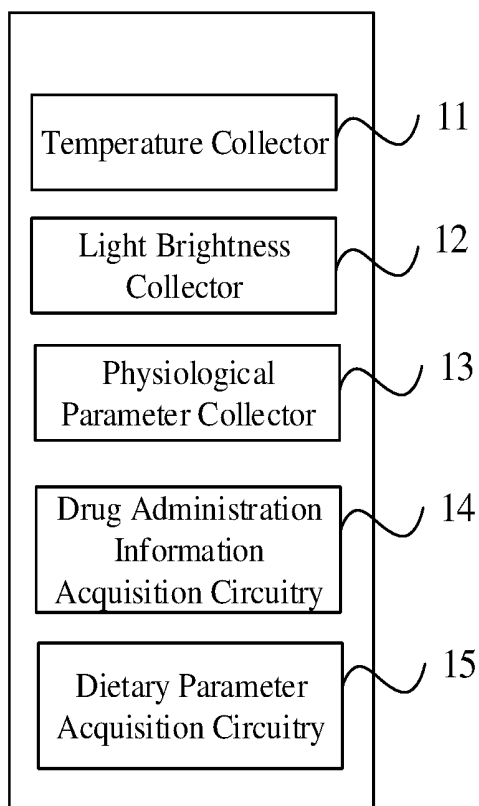 Temperature Collector
11
Light Brightness
Collector
12
Physiological
Parameter Collector
13
Drug Administration
Information
Acquisition Circuitry
14
Dietary Parameter
Acquisition Circuitry
15